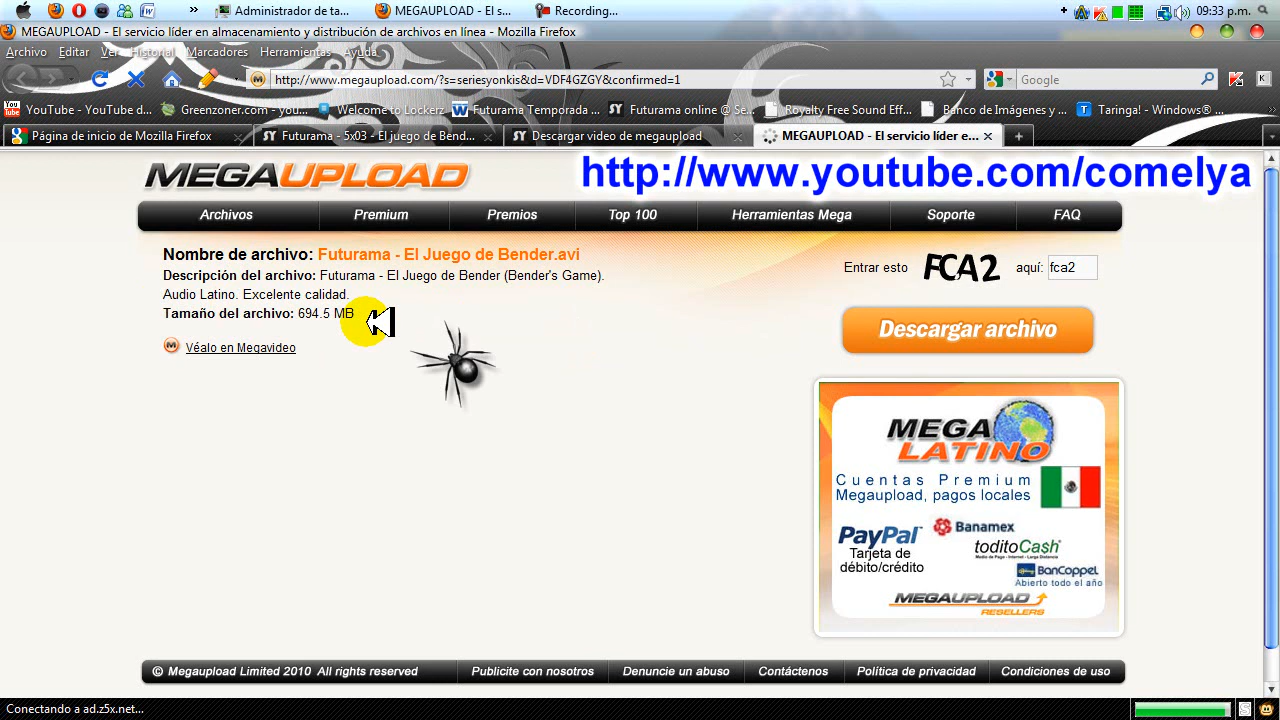 Administrador de ta... MEGAUPLOAD - El s... Recording... 09:33 p.m.
MEGAUPLOAD - El servicio líder en almacenamiento y distribución de archivos en línea - Mozilla Firefox
Archivo Editar Ver Historial Marcadores Herramientas Ayuda
http://www.megaupload.com/?s=seriesyonkis&d=VDF4GZGY&confirmed=1 Google
YouTube - YouTube d... Greenzoner.com - you... Welcome to Lockerz Futurama Temporada ... Futurama online @ Se... Royalty Free Sound Eff... Banco de Imágenes y ... Taringa! - Windows®...
Página de inicio de Mozilla Firefox Futurama - 5x03 - El juego de Bend... Descargar video de megaupload MEGAUPLOAD - El servicio líder e...
MEGAUPLOAD http://www.youtube.com/comelya
Archivos Premium Premios Top 100 Herramientas Mega Soporte FAQ
Nombre de archivo: Futurama - El Juego de Bender.avi
Descripción del archivo: Futurama - El Juego de Bender (Bender's Game).
Audio Latino. Excelente calidad.
Tamaño del archivo: 694.5 MB
Véalo en Megavideo
Entrar esto FCA2 aquí: fca2
Descargar archivo
MEGA
LATINO
Cuentas Premium
Megaupload, pagos locales
PayPal
Tarjeta de
débito/crédito
Banamex
toditoCash
Medio de Pago - Internet - Larga Distancia
BanCoppel
Abierto todo el año
MEGAUPLOAD
RESELLERS
© Megaupload Limited 2010 All rights reserved Publicite con nosotros Denuncie un abuso Contáctenos Política de privacidad Condiciones de uso
Conectando a ad.z5x.net...